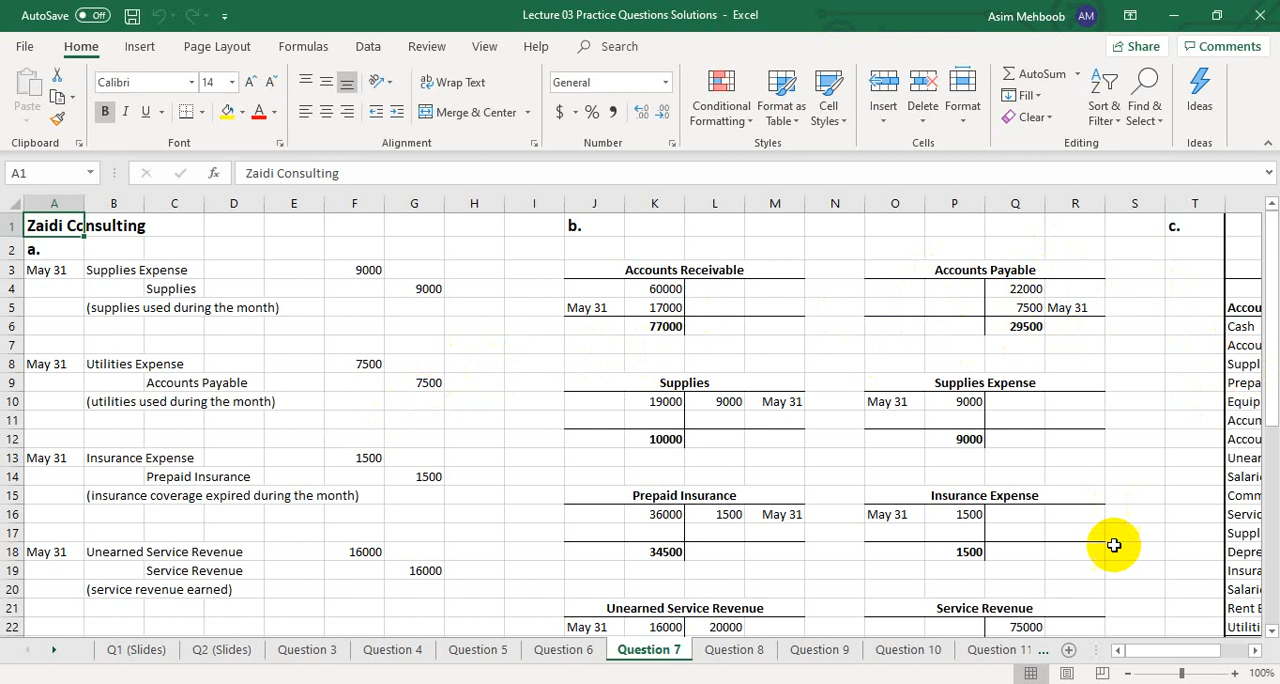 AutoSave Off
Lecture 03 Practice Questions Solutions - Excel
Asim Mehboob AM
File Home Insert Page Layout Formulas Data Review View Help Search Share Comments
Paste
Calibri 14 A A
B I U A
Wrap Text
Merge & Center
General
$ % 9
Conditional Formatting
Format as Table
Cell Styles
Insert Delete Format
AutoSum
Fill
Clear
Sort & Filter
Find & Select
Ideas
Clipboard Font Alignment Number Styles Cells Editing Ideas
A1 fx Zaidi Consulting
A B C D E F G H I J K L M N O P Q R S T
1 Zaidi Consulting b. c.
2 a.
3 May 31 Supplies Expense 9000 Accounts Receivable Accounts Payable
4 Supplies 9000 60000 22000
5 (supplies used during the month) May 31 17000 7500 May 31 Accou
6 77000 29500 Cash
7 Accou
8 May 31 Utilities Expense 7500 Suppl
9 Accounts Payable 7500 Supplies Supplies Expense Prepa
10 (utilities used during the month) 19000 9000 May 31 May 31 9000 Equip
11 Accun
12 10000 9000 Accou
13 May 31 Insurance Expense 1500 Unear
14 Prepaid Insurance 1500 Salari
15 (insurance coverage expired during the month) Prepaid Insurance Insurance Expense Comm
16 36000 1500 May 31 May 31 1500 Servic
17 Suppl
18 May 31 Unearned Service Revenue 16000 34500 1500 Depre
19 Service Revenue 16000 Insura
20 (service revenue earned) Salari
21 Unearned Service Revenue Service Revenue Rent E
22 May 31 16000 20000 75000 Utiliti
Q1 (Slides) Q2 (Slides) Question 3 Question 4 Question 5 Question 6 Question 7 Question 8 Question 9 Question 10 Question 11 ...
100%